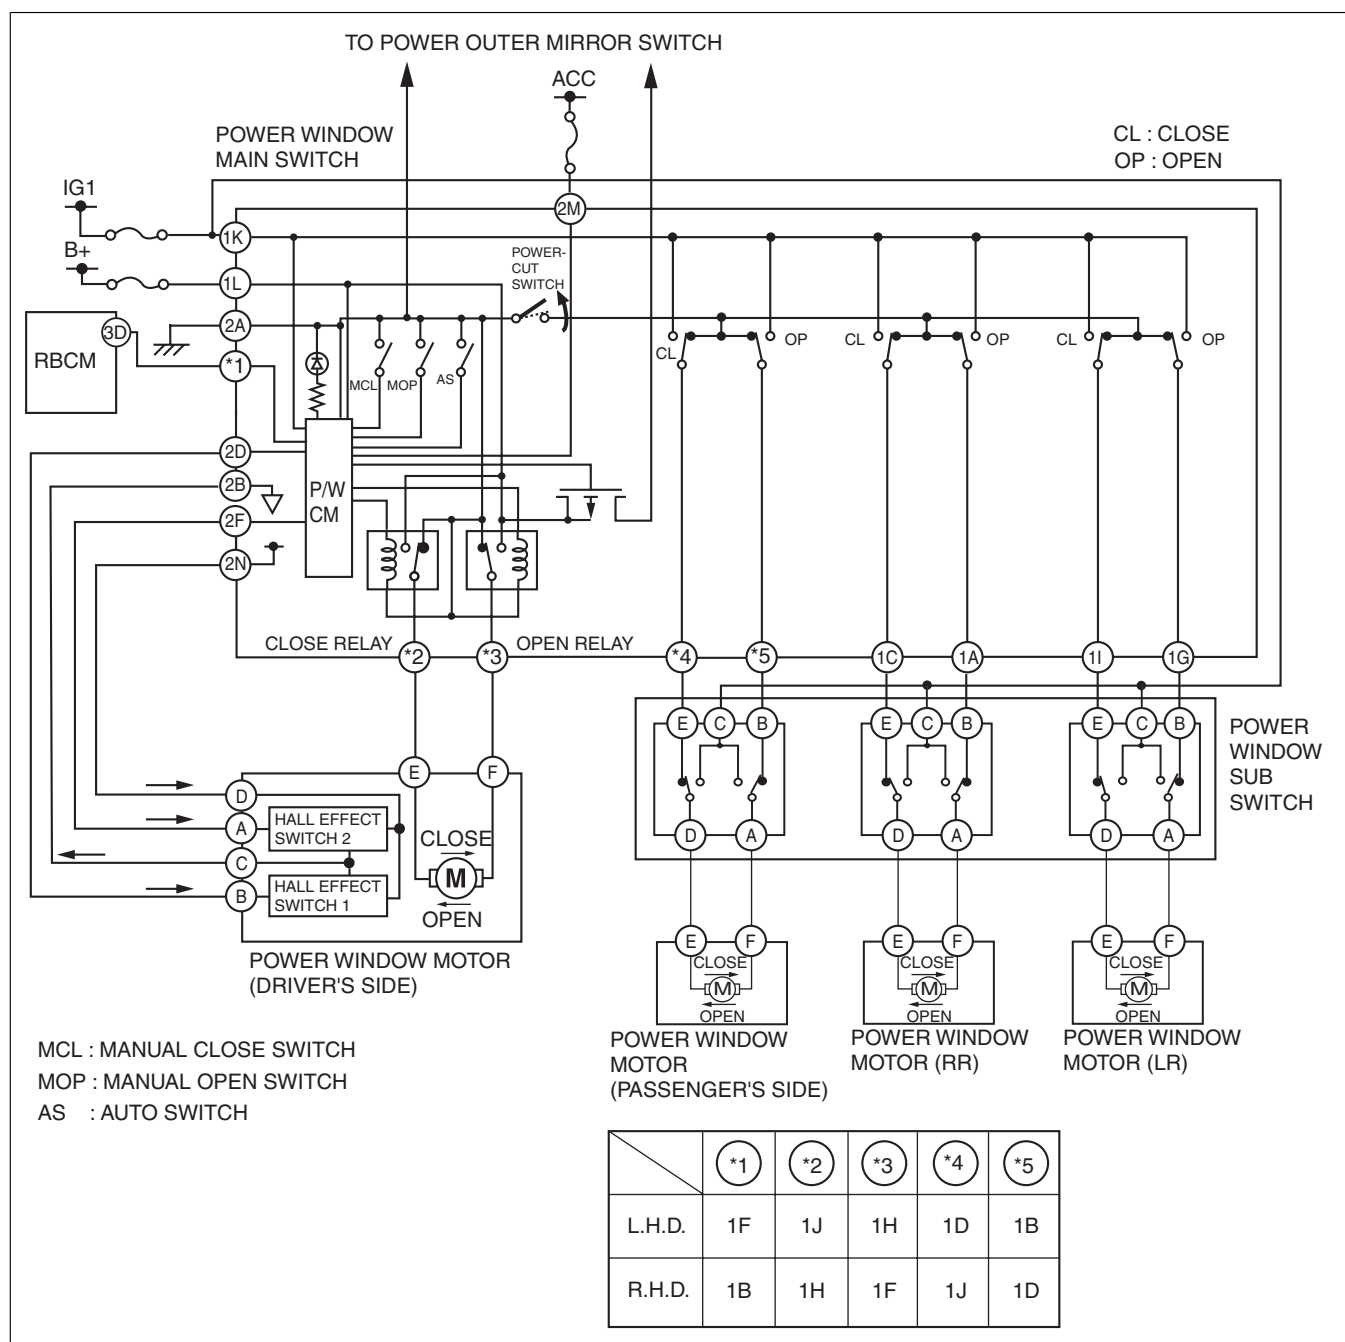 TO POWER OUTER MIRROR SWITCH
ACC
POWER WINDOW
MAIN SWITCH
CL : CLOSE
OP : OPEN
IG1
2M
1K
B+
POWER-
CUT
SWITCH
1L
2A
3D
RBCM
*1
CL
OP
CL
OP
CL
OP
MCL
MOP
AS
2D
2B
P/W
CM
2F
2N
CLOSE RELAY
*2
*3
OPEN RELAY
*4
*5
1C
1A
1I
1G
E
C
B
E
C
B
E
C
B
POWER
WINDOW
SUB
SWITCH
E
F
D
A
HALL EFFECT
SWITCH 2
CLOSE
C
M
B
HALL EFFECT
SWITCH 1
OPEN
D
A
D
A
D
A
POWER WINDOW MOTOR
(DRIVER'S SIDE)
E
F
CLOSE
M
OPEN
E
F
CLOSE
M
OPEN
E
F
CLOSE
M
OPEN
POWER WINDOW
MOTOR
(PASSENGER'S SIDE)
POWER WINDOW
MOTOR (RR)
POWER WINDOW
MOTOR (LR)
MCL : MANUAL CLOSE SWITCH
MOP : MANUAL OPEN SWITCH
AS : AUTO SWITCH
*1 *2 *3 *4 *5
L.H.D. 1F 1J 1H 1D 1B
R.H.D. 1B 1H 1F 1J 1D